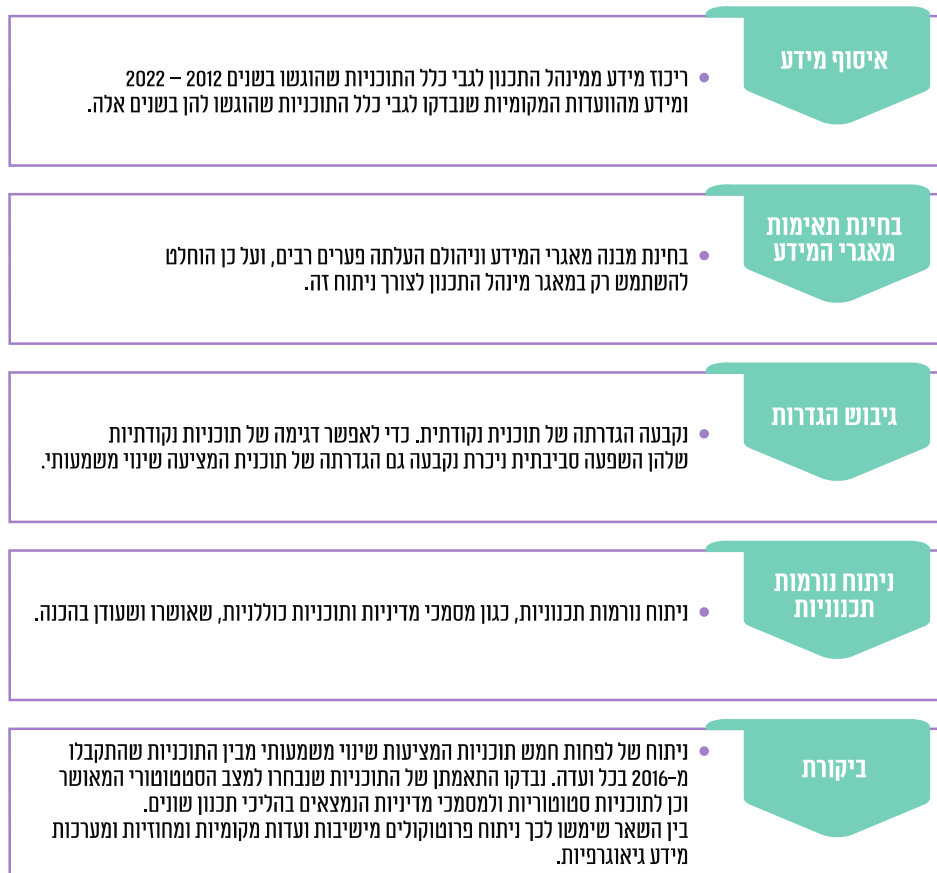 איסוף מידע
• ריכוז מידע ממינהל התכנון לגבי כלל התוכניות שהוגשו בשנים 2012 – 2022
ומידע מהוועדות המקומיות שנבדקו לגבי כלל התוכניות שהוגשו להן בשנים אלה.
בחינת תאימות
מאגרי המידע
• בחינת מבנה מאגרי המידע וניהולם העלתה פערים רבים, ועל כן הוחלט
להשתמש רק במאגר מינהל התכנון לצורך ניתוח זה.
גיבוש הגדרות
• נקבעה הגדרתה של תוכנית נקודתית. כדי לאפשר דגימה של תוכניות נקודתיות
שלהן השפעה סביבתית ניכרת נקבעה גם הגדרתה של תוכנית המציעה שינוי משמעותי.
ניתוח נורמות
תכנוניות
• ניתוח נורמות תכנוניות, כגון מסמכי מדיניות ותוכניות כוללניות, שאושרו ושעודן בהכנה.
ביקורת
• ניתוח של לפחות חמש תוכניות המציעות שינוי משמעותי מבין התוכניות שהתקבלו
מ-2016 בכל ועדה. נבדקו התאמתן של התוכניות שנבחרו למצב הסטטוטורי המאושר
וכן לתוכניות סטטוטוריות ולמסמכי מדיניות הנמצאים בהליכי תכנון שונים.
בין השאר שימשו לכך ניתוח פרוטוקולים מישיבות ועדות מקומיות ומחוזיות ומערכות
מידע גיאוגרפיות.